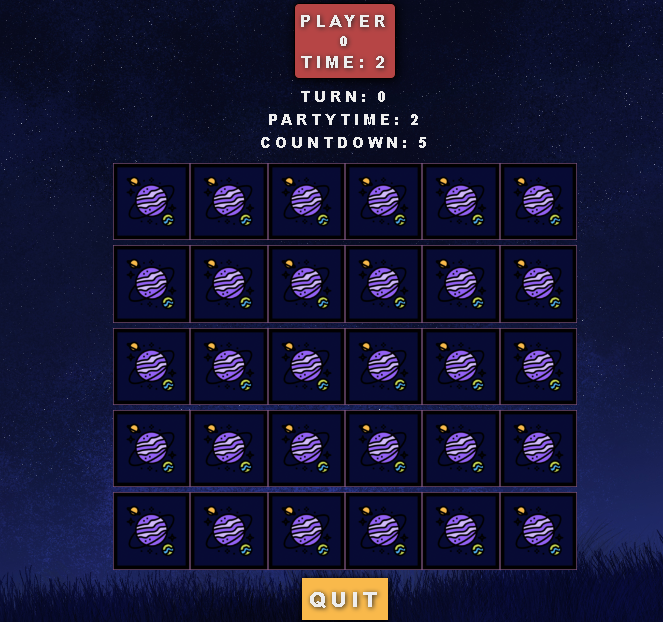 PLAYER
0
TIME: 2
TURN: 0
PARTYTIME: 2
COUNTDOWN: 5
QUIT